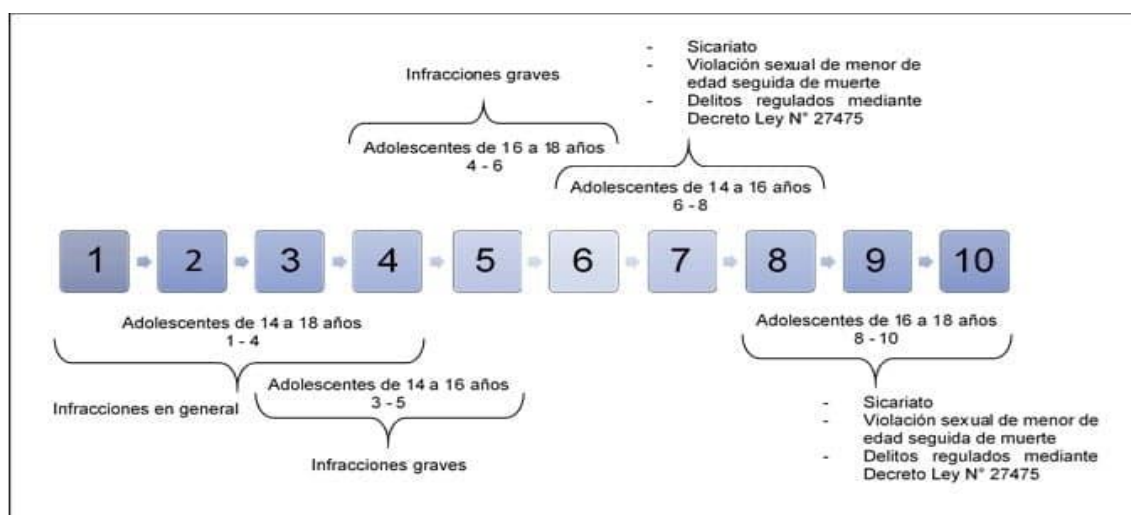 Infracciones graves
- Sicariato
- Violación sexual de menor de
edad seguida de muerte
- Delitos regulados mediante
Decreto Ley N° 27475
Adolescentes de 16 a 18 años
4 - 6
Adolescentes de 14 a 16 años
6 - 8
1 2 3 4 5 6 7 8 9 10
Adolescentes de 14 a 18 años
1 - 4
Infracciones en general
Adolescentes de 14 a 16 años
3 - 5
Infracciones graves
Adolescentes de 16 a 18 años
8 - 10
- Sicariato
- Violación sexual de menor de
edad seguida de muerte
- Delitos regulados mediante
Decreto Ley N° 27475